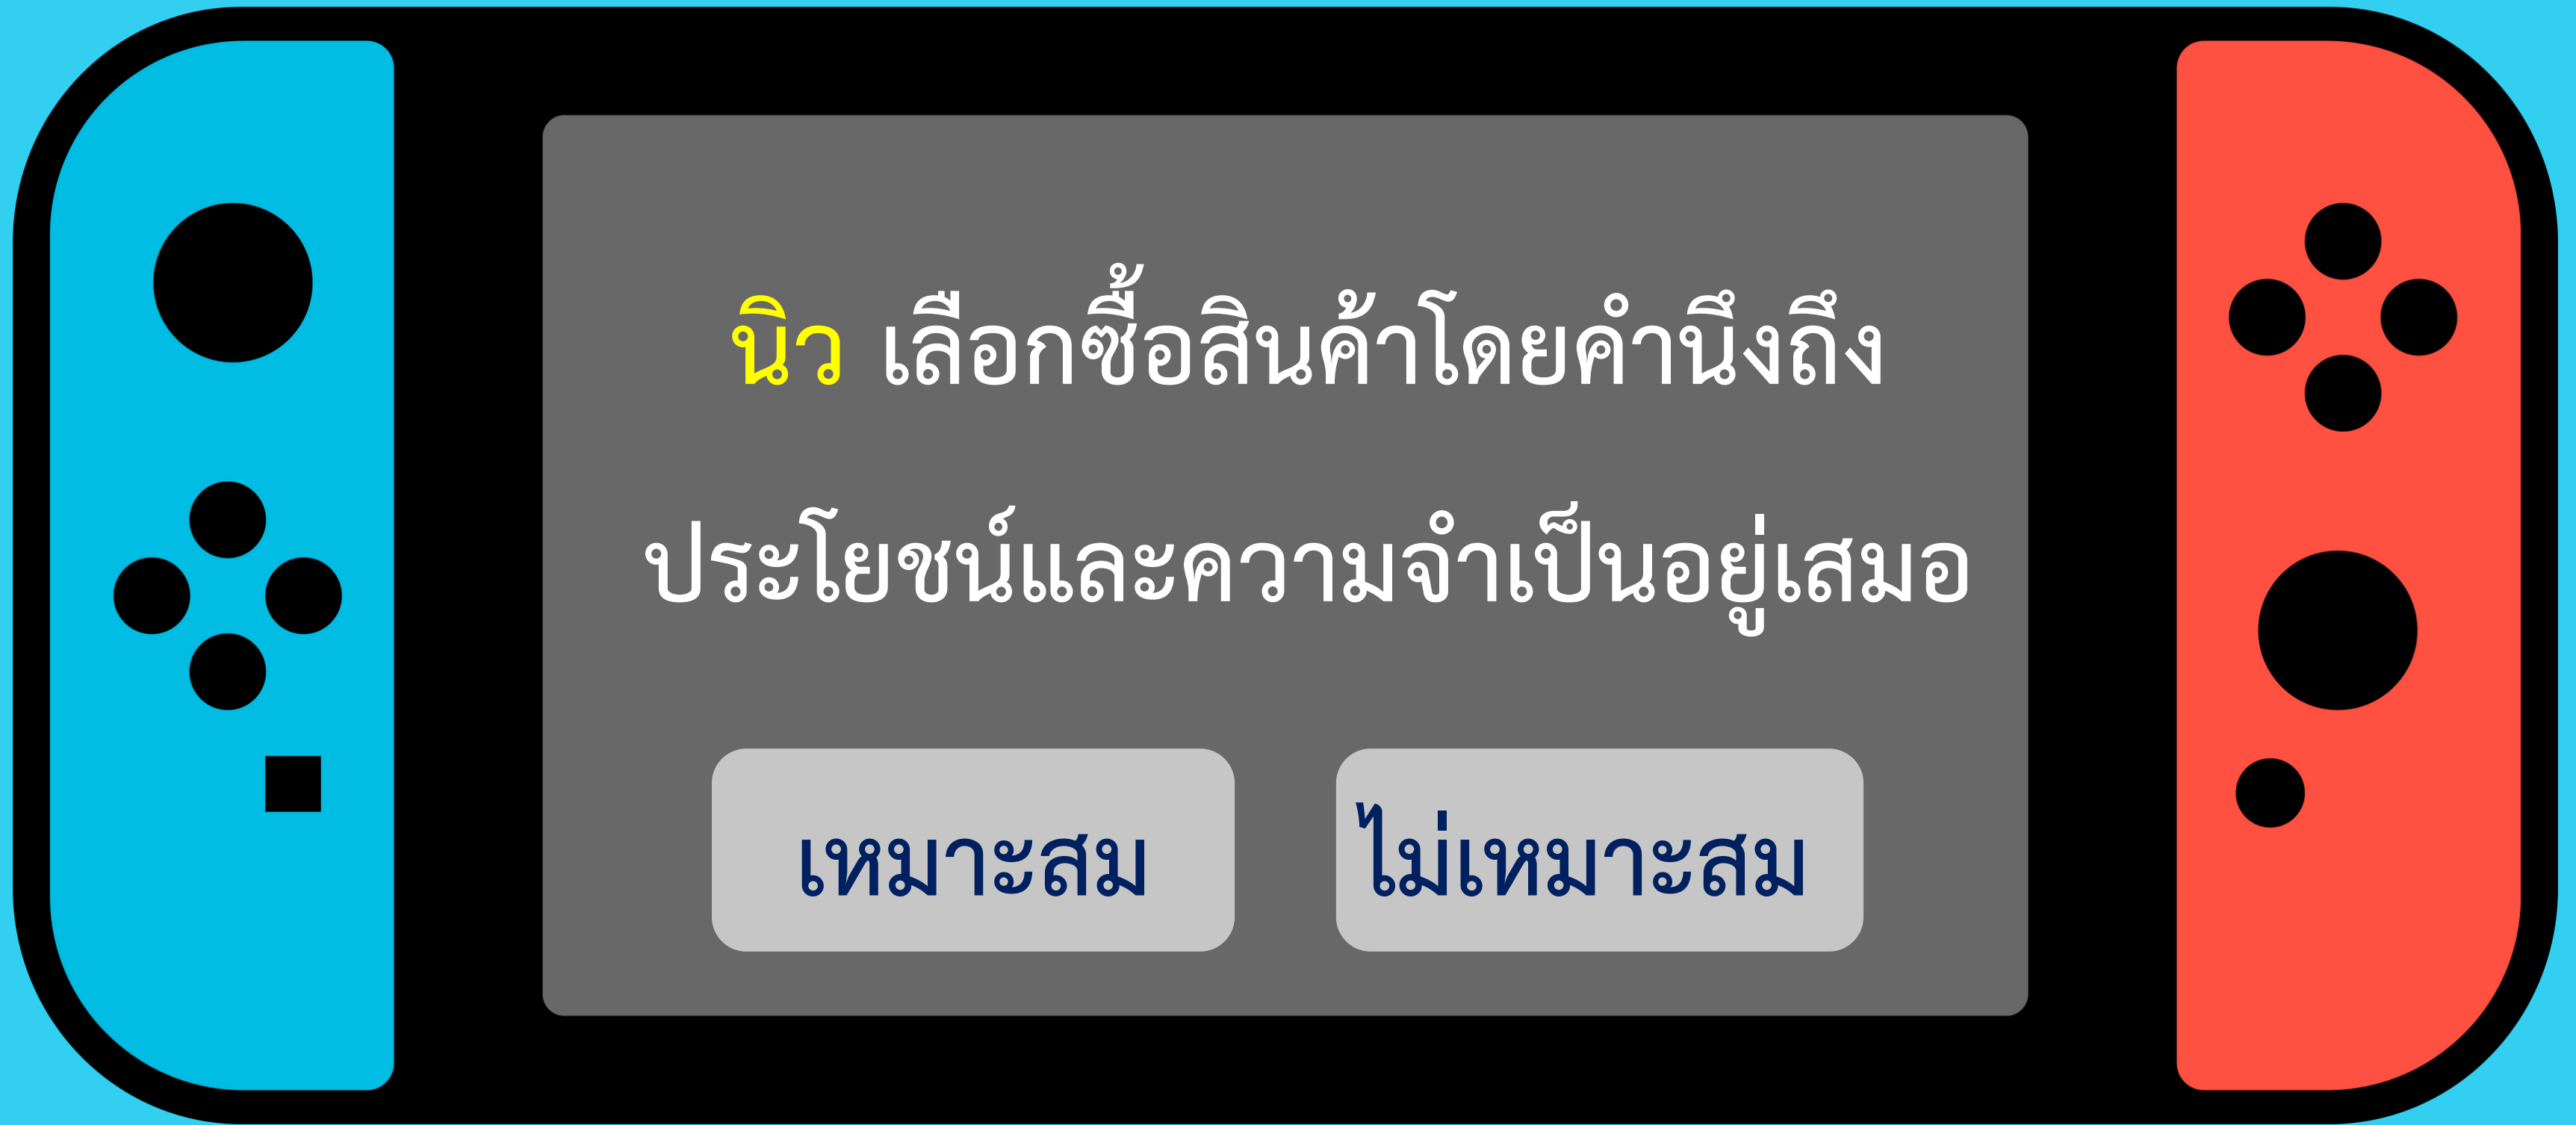 นิว เลือกซื้อสินค้าโดยคำนึงถึง
ประโยชน์และความจำเป็นอยู่เสมอ
เหมาะสม ไม่เหมาะสม